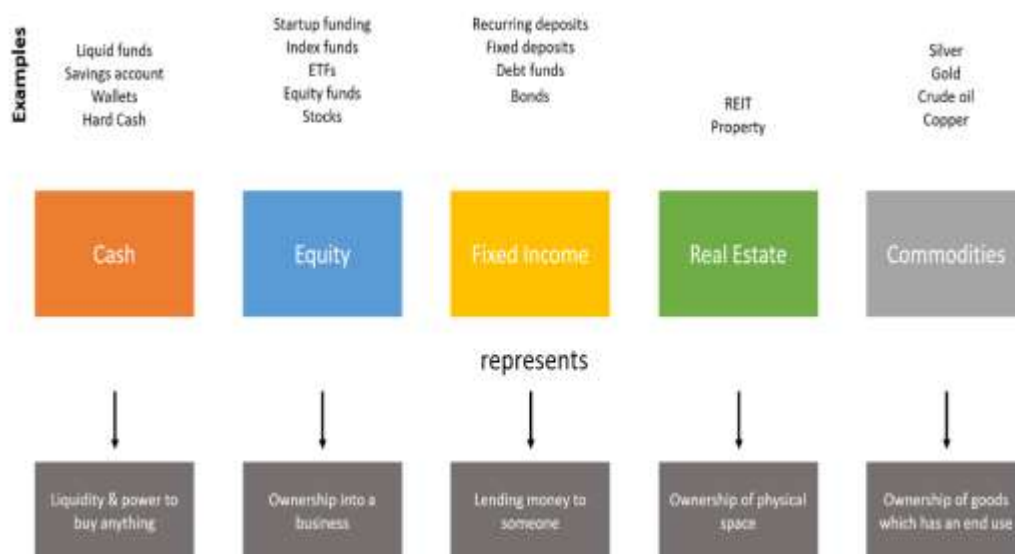 Examples
Liquid funds
Savings account
Wallets
Hard Cash
Startup funding
Index funds
ETFs
Equity funds
Stocks
Recurring deposits
Fixed deposits
Debt funds
Bonds
REIT
Property
Silver
Gold
Crude oil
Copper
Cash
Equity
Fixed Income
Real Estate
Commodities
represents
Liquidity & power to
buy anything
Ownership into a
business
Lending money to
someone
Ownership of physical
space
Ownership of goods
which has an end use